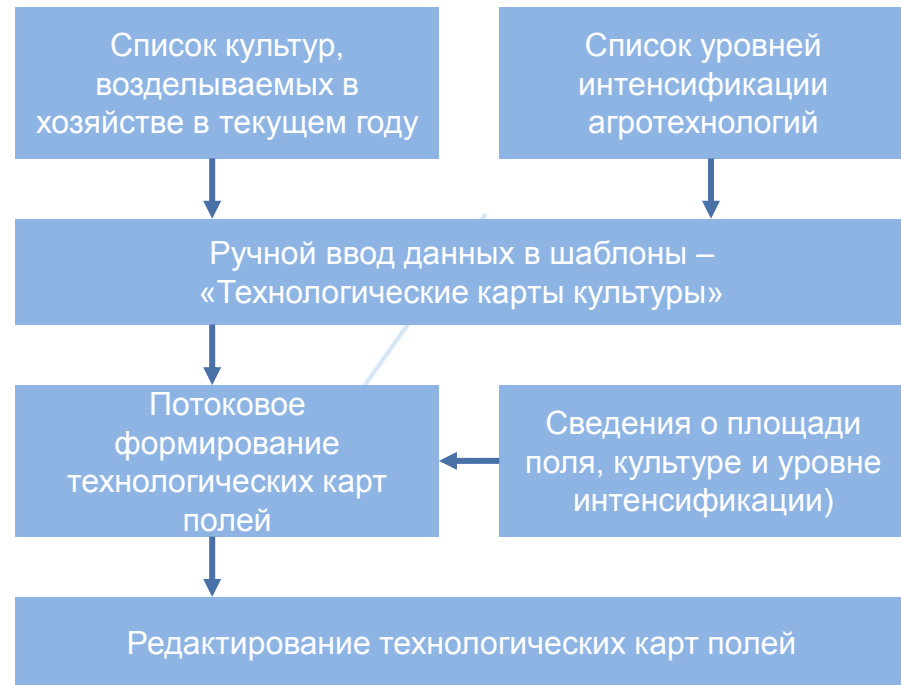 Список культур,
возделываемых в
хозяйстве в текущем году
Список уровней
интенсификации
агротехнологий
Ручной ввод данных в шаблоны –
«Технологические карты культуры»
Потоковое
формирование
технологических карт
полей
Сведения о площади
поля, культуре и уровне
интенсификации)
Редактирование технологических карт полей